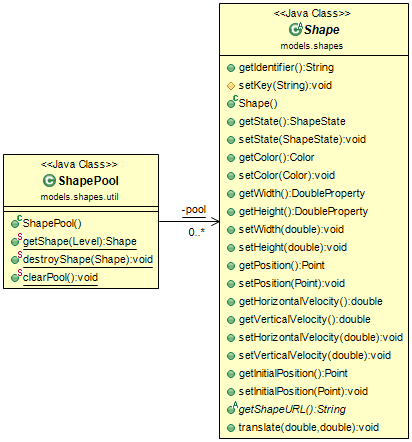 <<Java Class>>
Shape
models.shapes
getIdentifier():String
setKey(String):void
Shape()
getState():ShapeState
setState(ShapeState):void
getColor():Color
setColor(Color):void
getWidth():DoubleProperty
getHeight():DoubleProperty
setWidth(double):void
setHeight(double):void
getPosition():Point
setPosition(Point):void
getHorizontalVelocity():double
getVerticalVelocity():double
setHorizontalVelocity(double):void
setVerticalVelocity(double):void
getInitialPosition():Point
setInitialPosition(Point):void
getShapeURL():String
translate(double,double):void
<<Java Class>>
ShapePool
models.shapes.util
ShapePool()
getShape(Level):Shape
destroyShape(Shape):void
clearPool():void
-pool
0..*